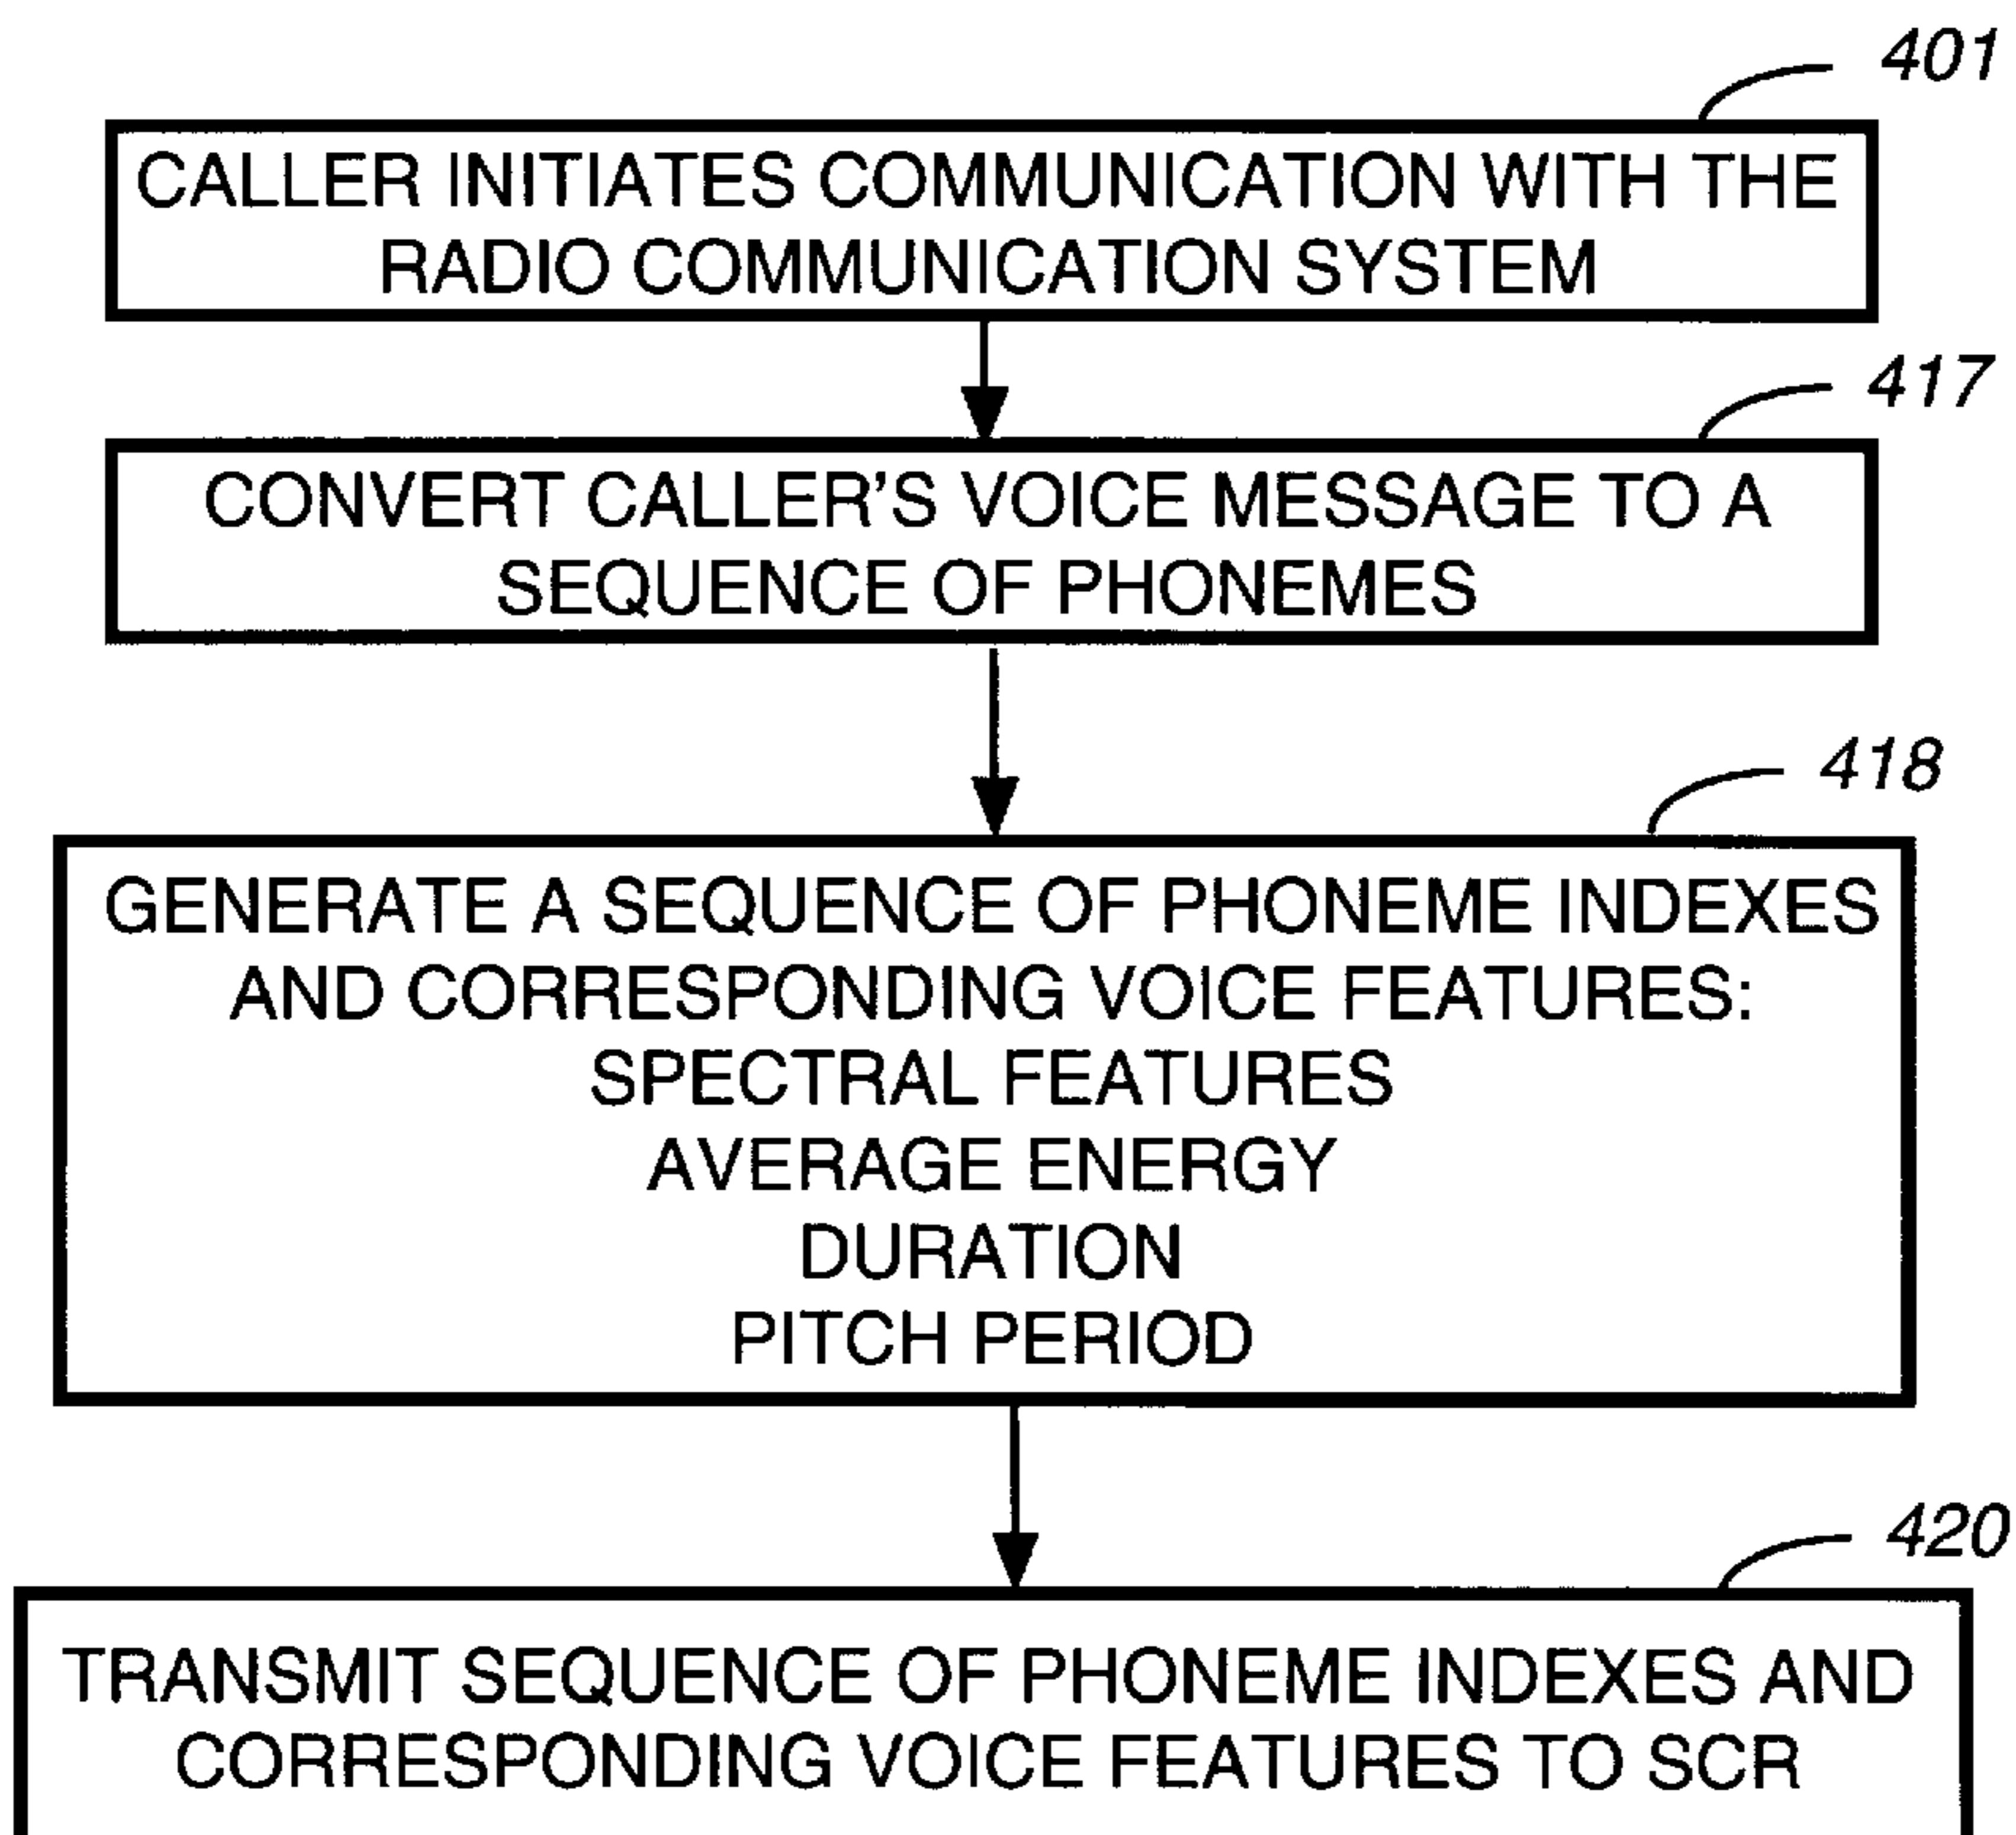 401
CALLER INITIATES COMMUNICATION WITH THE
RADIO COMMUNICATION SYSTEM
417
CONVERT CALLER'S VOICE MESSAGE TO A
SEQUENCE OF PHONEMES
418
GENERATE A SEQUENCE OF PHONEME INDEXES
AND CORRESPONDING VOICE FEATURES:
SPECTRAL FEATURES
AVERAGE ENERGY
DURATION
PITCH PERIOD
420
TRANSMIT SEQUENCE OF PHONEME INDEXES AND
CORRESPONDING VOICE FEATURES TO SCR